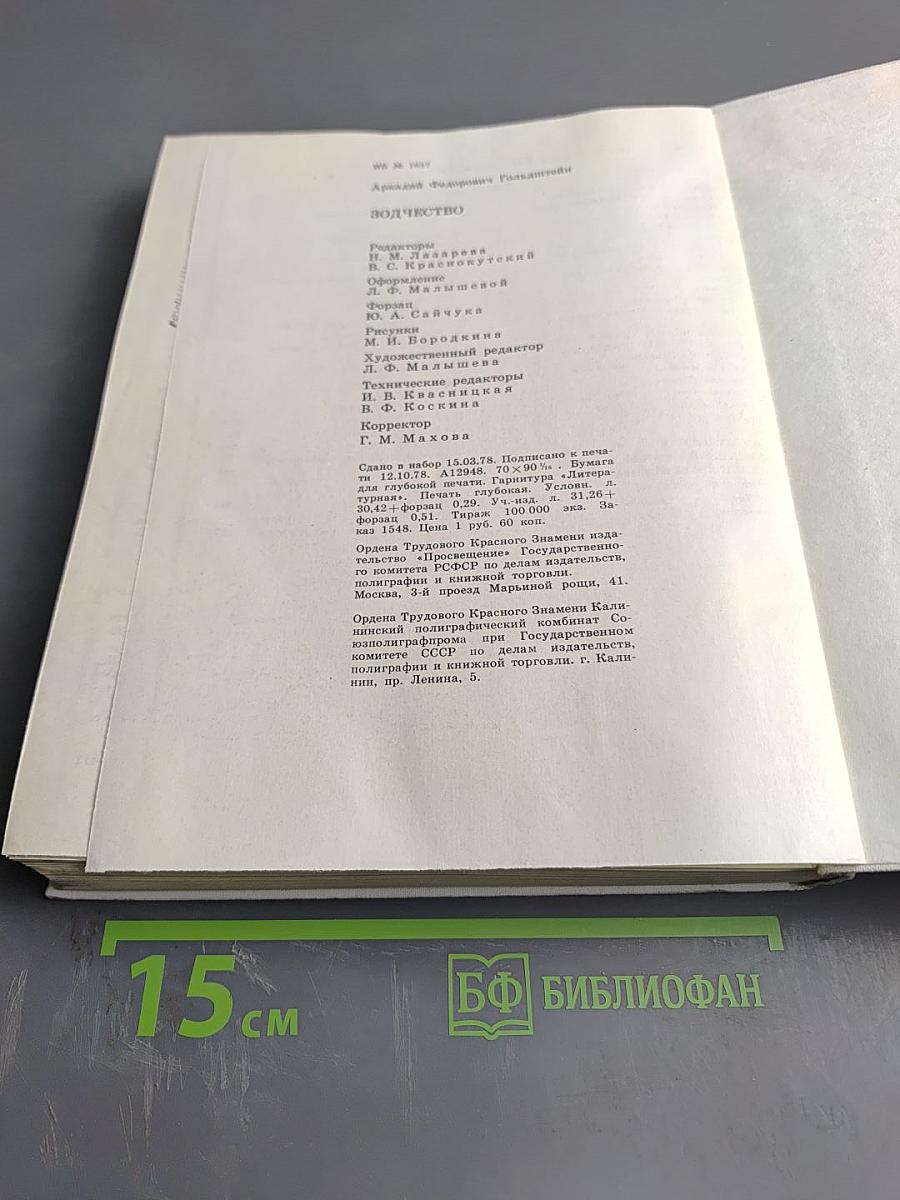 Аркадий Федорович Гольдштейн
ЗОДЧЕСТВО
Редакторы
Н. М. Лазарева
В. С. Краснокутский
Оформление
Л. Ф. Малышевой
Форзац
Ю. А. Сайчука
Рисунки
М. И. Бородкина
Художественный редактор
Л. Ф. Малышева
Технические редакторы
И. В. Квасницкая
В. Ф. Коскина
Корректор
Г. М. Махова
Сдано в набор 15.03.78. Подписано к печа-
ти 12.10.78. А12948. 70×90 1/16 . Бумага
для глубокой печати. Гарнитура «Литера-
турная». Печать глубокая. Условн. л.
30,42+форзац 0,29. Уч.-изд. л. 31,26+
форзац 0,51. Тираж 100 000 экз. За-
каз 1548. Цена 1 руб. 60 коп.
Ордена Трудового Красного Знамени изда-
тельство «Просвещение» Государственно-
го комитета РСФСР по делам издательств,
полиграфии и книжной торговли.
Москва, 3-й проезд Марьиной рощи, 41.
Ордена Трудового Красного Знамени Кали-
нинский полиграфический комбинат Со-
юзполиграфпрома при Государственном
комитете СССР по делам издательств,
полиграфии и книжной торговли. г. Кали-
нин, пр. Ленина, 5.
15 см
БФ БИБЛИОФАН